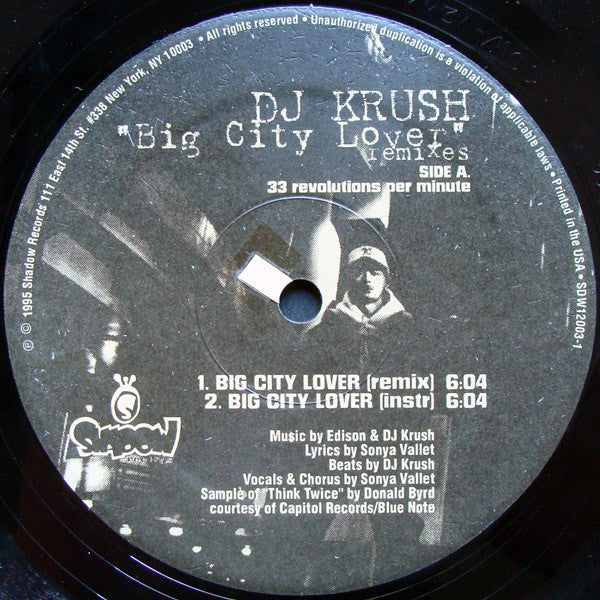 ℗ © 1995 Shadow Records 111 East 14th St. #338 New York, NY 10003 • All rights reserved • Unauthorized duplication is a violation of applicable laws • Printed in the USA • SDW12003-1
DJ KRUSH
"Big City Lover"
remixes
SIDE A.
33 revolutions per minute
1. BIG CITY LOVER (remix) 6:04
2. BIG CITY LOVER (instr) 6:04
SHADOW
Music by Edison & DJ Krush
Lyrics by Sonya Vallet
Beats by DJ Krush
Vocals & Chorus by Sonya Vallet
Sample of "Think Twice" by Donald Byrd
courtesy of Capitol Records/Blue Note